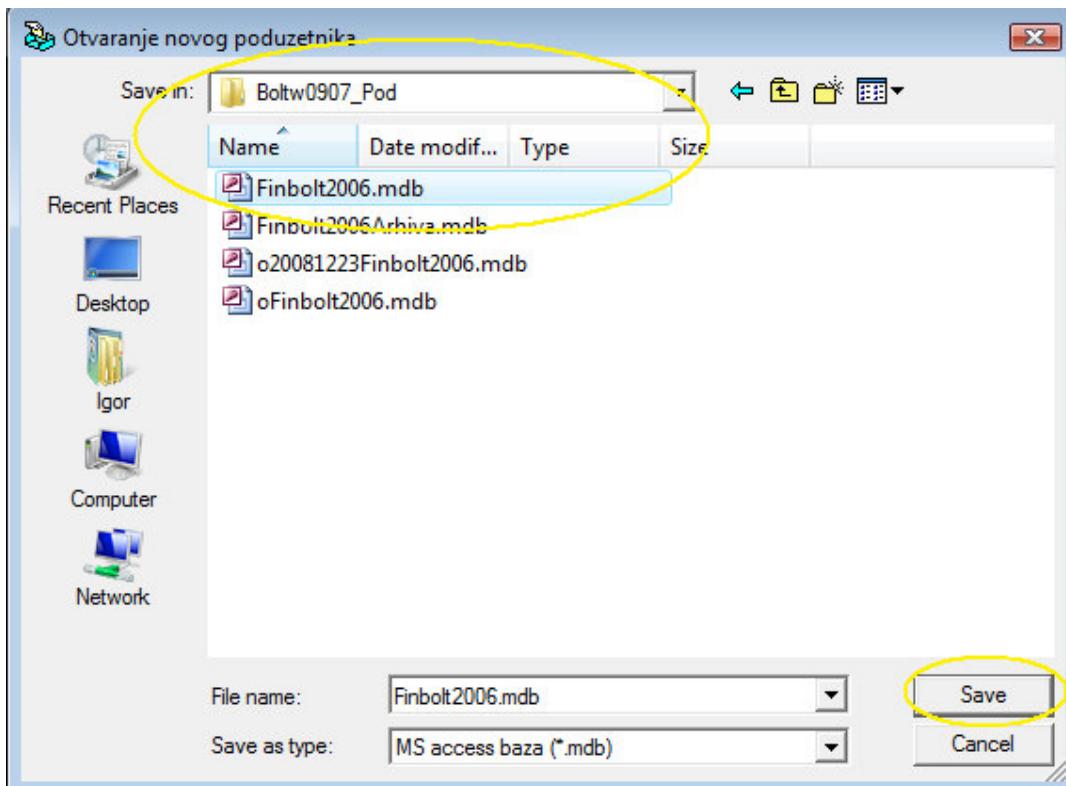 Otvaranje novog poduzetnika
Save in: Boltw0907_Pod
Name Date modif... Type Size
Finbolt2006.mdb
Finbolt2006Arhiva.mdb
o20081223Finbolt2006.mdb
oFinbolt2006.mdb
Recent Places
Desktop
Igor
Computer
Network
File name: Finbolt2006.mdb Save
Save as type: MS access baza (*.mdb) Cancel